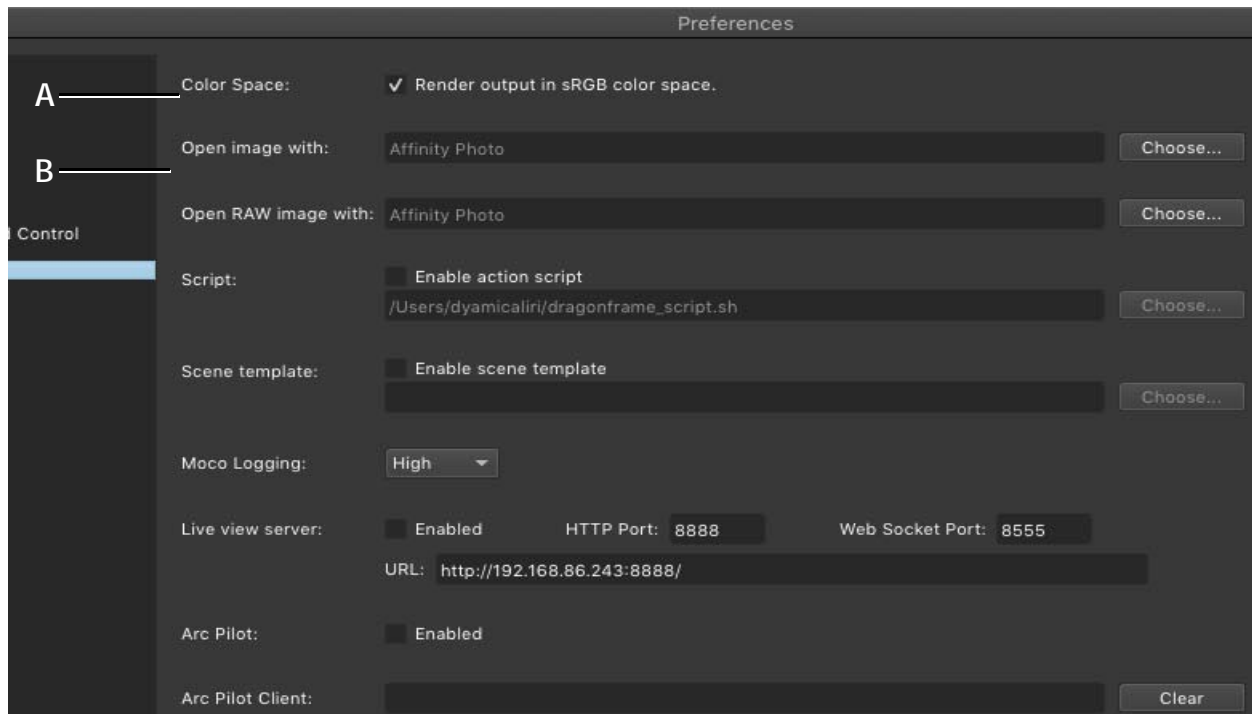 Preferences
A
Color Space: Render output in sRGB color space.
B
Open image with: Affinity Photo Choose...
Open RAW image with: Affinity Photo Choose...
Control
Script: Enable action script
/Users/dyamicaliri/dragonframe_script.sh Choose...
Scene template: Enable scene template
Choose...
Moco Logging: High
Live view server: Enabled HTTP Port: 8888 Web Socket Port: 8555
URL: http://192.168.86.243:8888/
Arc Pilot: Enabled
Arc Pilot Client: Clear